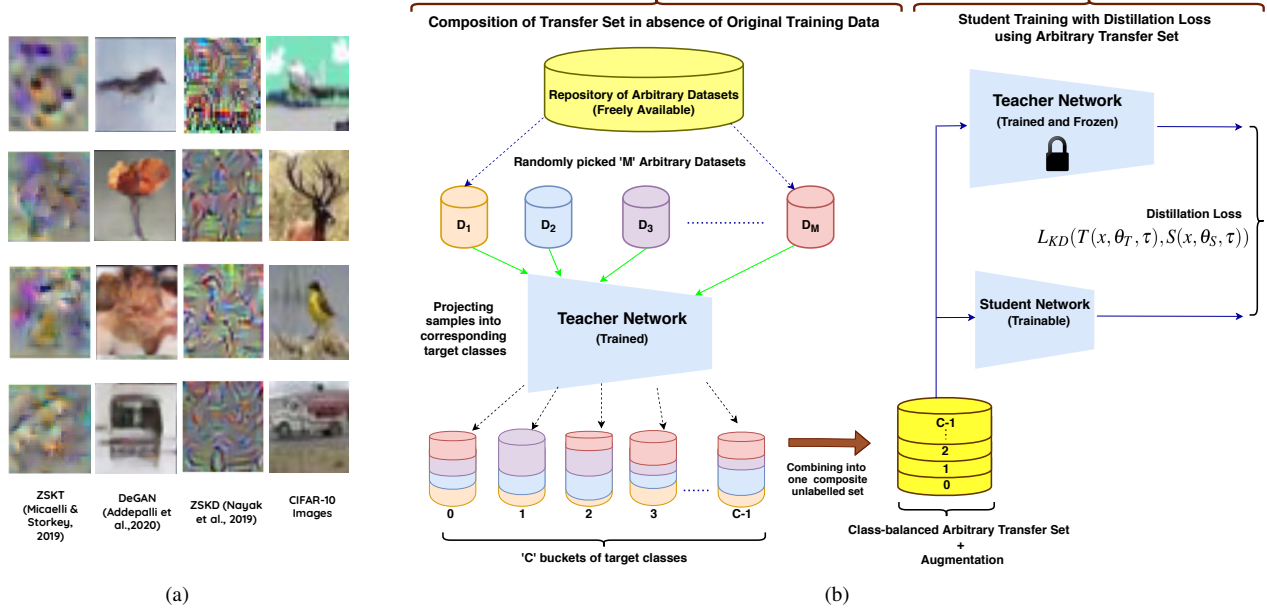 ZSKT
(Micaelli &
Storkey,
2019)
DeGAN
(Addepalli et
al.,2020)
ZSKD (Nayak
et al., 2019)
CIFAR-10
Images
(a)
Composition of Transfer Set in absence of Original Training Data
Repository of Arbitrary Datasets
(Freely Available)
Randomly picked 'M' Arbitrary Datasets
D1
D2
D3
DM
Projecting
samples into
corresponding
target classes
Teacher Network
(Trained)
0
1
2
3
C-1
'C' buckets of target classes
Combining into
one composite
unlabelled set
Student Training with Distillation Loss
using Arbitrary Transfer Set
Teacher Network
(Trained and Frozen)
Distillation Loss
L_{KD}(T(x, θ_T, τ), S(x, θ_S, τ))
Student Network
(Trainable)
C-1
2
1
0
Class-balanced Arbitrary Transfer Set
+
Augmentation
(b)